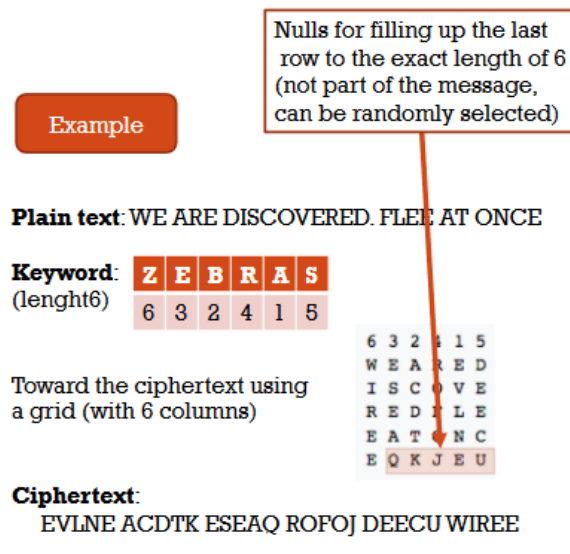 Nulls for filling up the last
row to the exact length of 6
(not part of the message,
can be randomly selected)
Example
Plain text: WE ARE DISCOVERED. FLEE AT ONCE
Keyword: Z E B R A S
(lenght6) 6 3 2 4 1 5
6 3 2 4 1 5
W E A R E D
I S C O V E
R E D F L E
E A T O N C
E Q K J E U
Toward the ciphertext using
a grid (with 6 columns)
Ciphertext:
EVLNE ACDTK ESEAQ ROFOJ DEECU WIREE